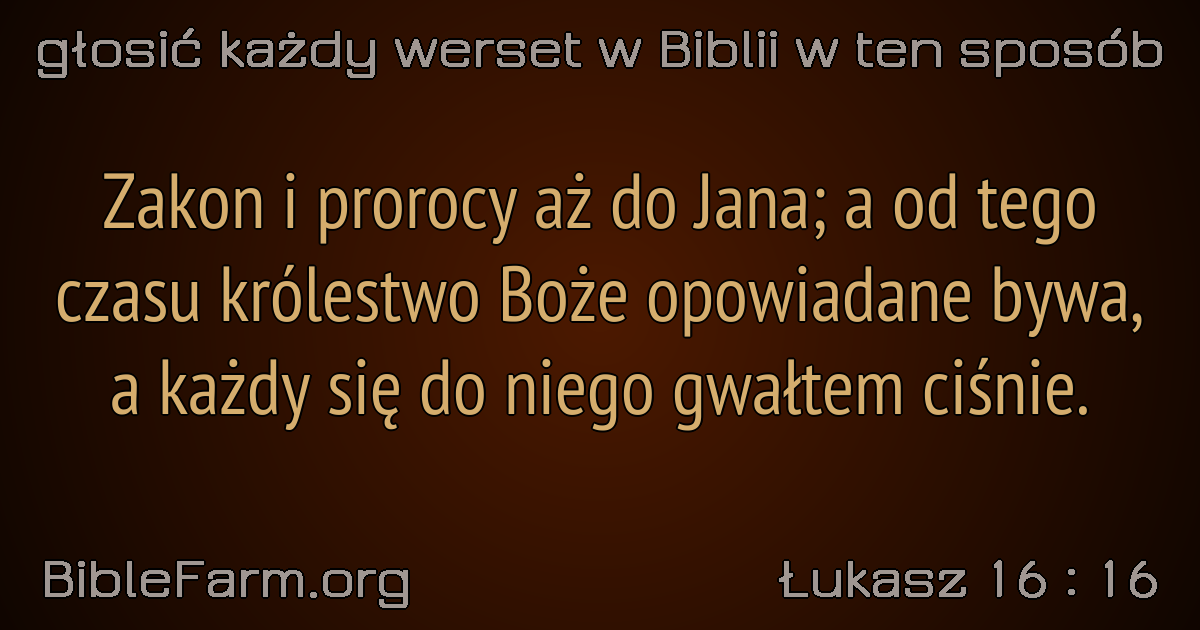 głosić każdy werset w Biblii w ten sposób
Zakon i prorocy aż do Jana; a od tego
czasu królestwo Boże opowiadane bywa,
a każdy się do niego gwałtem ciśnie.
BibleFarm.org
Łukasz 16 : 16